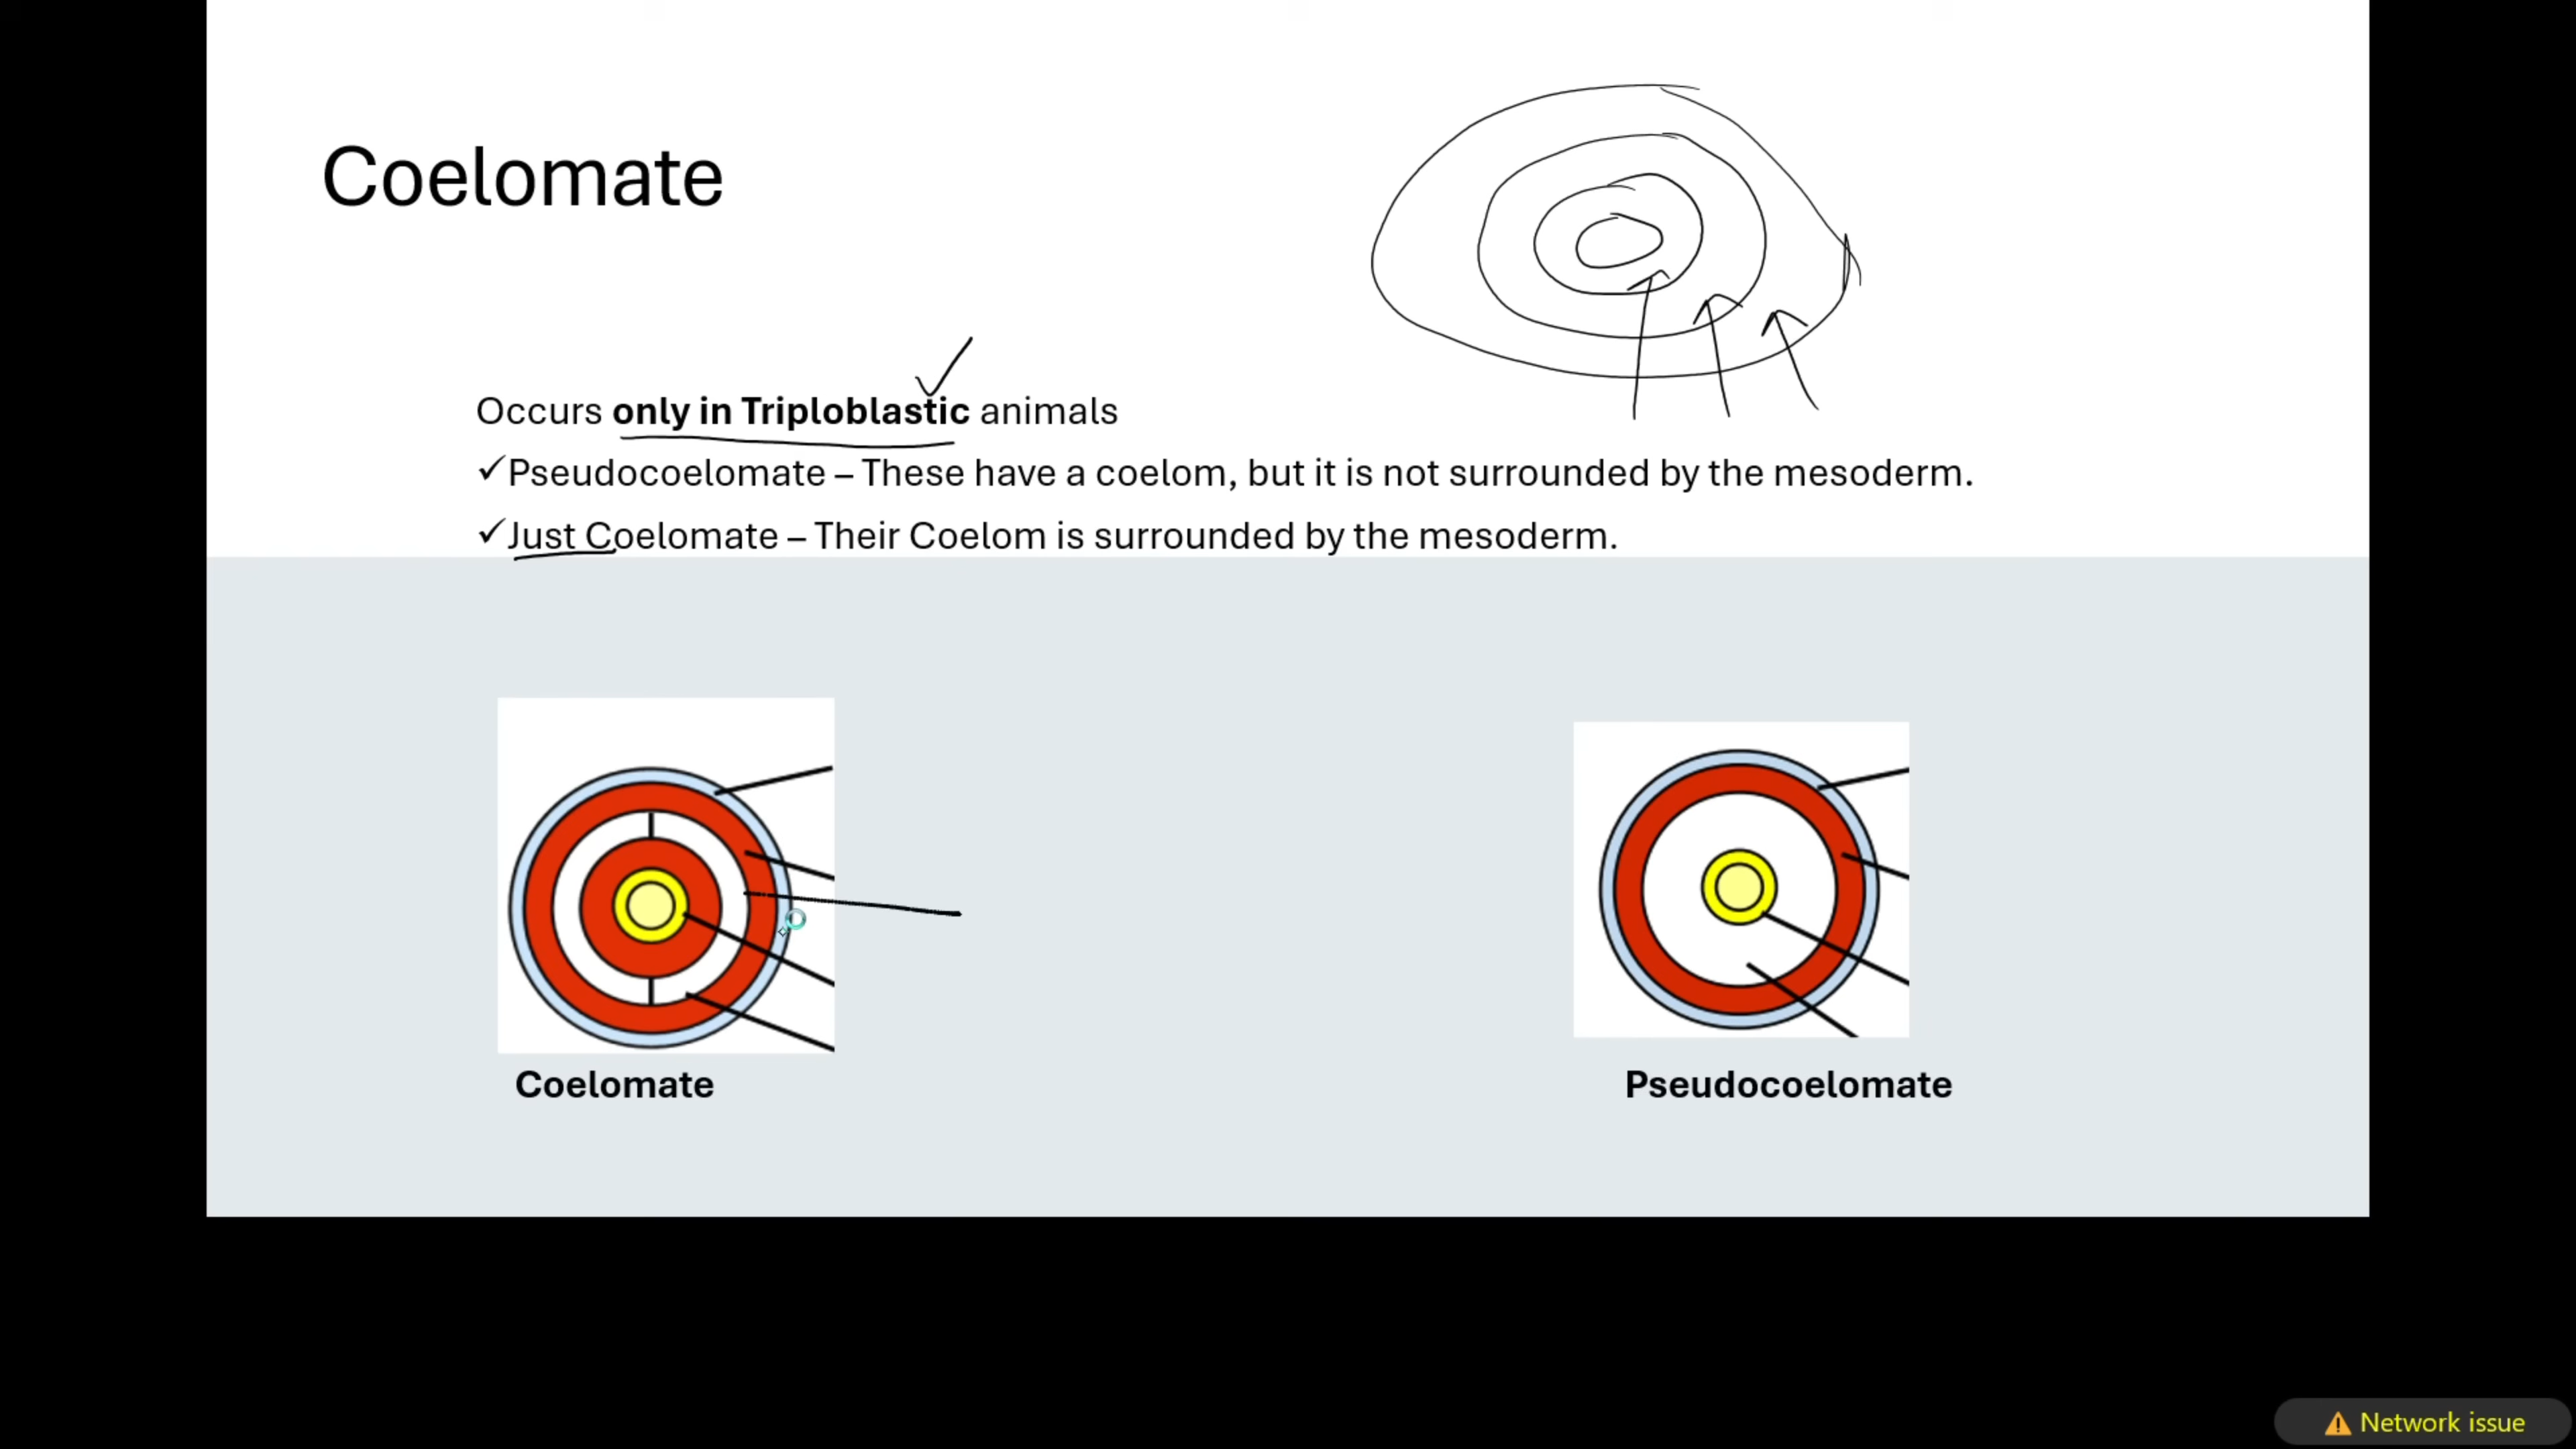 Coelomate
Occurs only in Triploblastic animals
✓Pseudocoelomate – These have a coelom, but it is not surrounded by the mesoderm.
✓Just Coelomate – Their Coelom is surrounded by the mesoderm.
Coelomate
Pseudocoelomate
Network issue